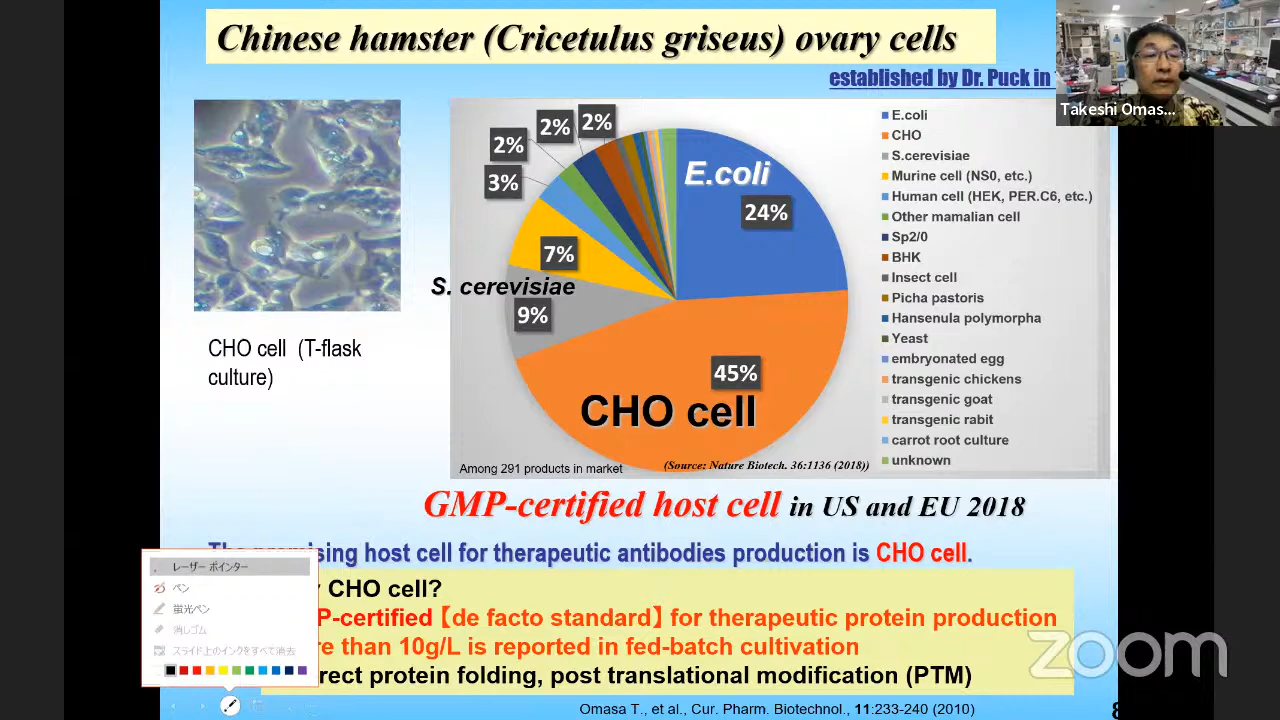 Chinese hamster (Cricetulus griseus) ovary cells
established by Dr. Puck in
Takeshi Omas...
E.coli
24%
CHO cell
45%
S. cerevisiae
9%
7%
3%
2%
2%
2%
E.coli
CHO
S.cerevisiae
Murine cell (NS0, etc.)
Human cell (HEK, PER.C6, etc.)
Other mamalian cell
Sp2/0
BHK
Insect cell
Picha pastoris
Hansenula polymorpha
Yeast
embryonated egg
transgenic chickens
transgenic goat
transgenic rabit
carrot root culture
unknown
Among 291 products in market
(Source: Nature Biotech. 36:1136 (2018))
CHO cell (T-flask
culture)
GMP-certified host cell in US and EU 2018
host cell for therapeutic antibodies production is CHO cell.
CHO cell?
P-certified【de facto standard】for therapeutic protein production
re than 10g/L is reported in fed-batch cultivation
rrect protein folding, post translational modification (PTM)
レーザー ポインター
ペン
蛍光ペン
消しゴム
スライド上のインクをすべて消去
zoom
Omasa T., et al., Cur. Pharm. Biotechnol., 11:233-240 (2010)